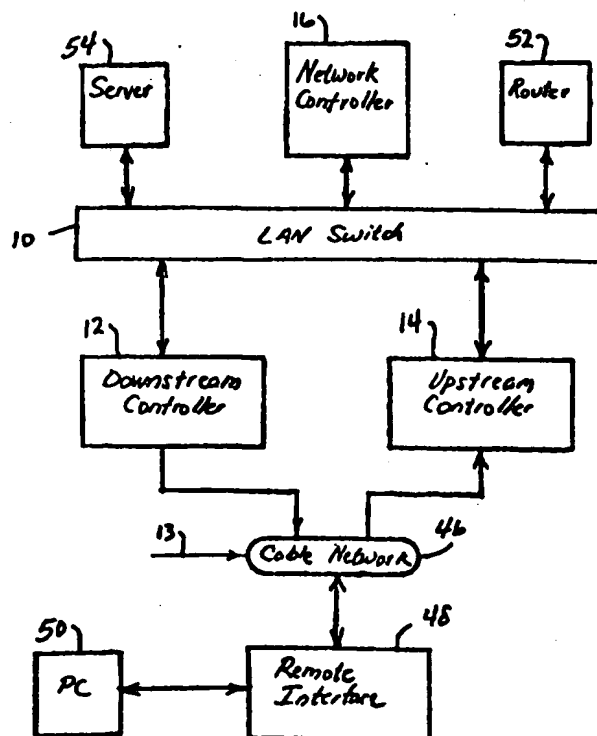 54
16
52
Server
Network
Controller
Router
10
LAN Switch
12
14
Downstream
Controller
Upstream
Controller
13
Cable Network
46
50
48
PC
Remote
Interface